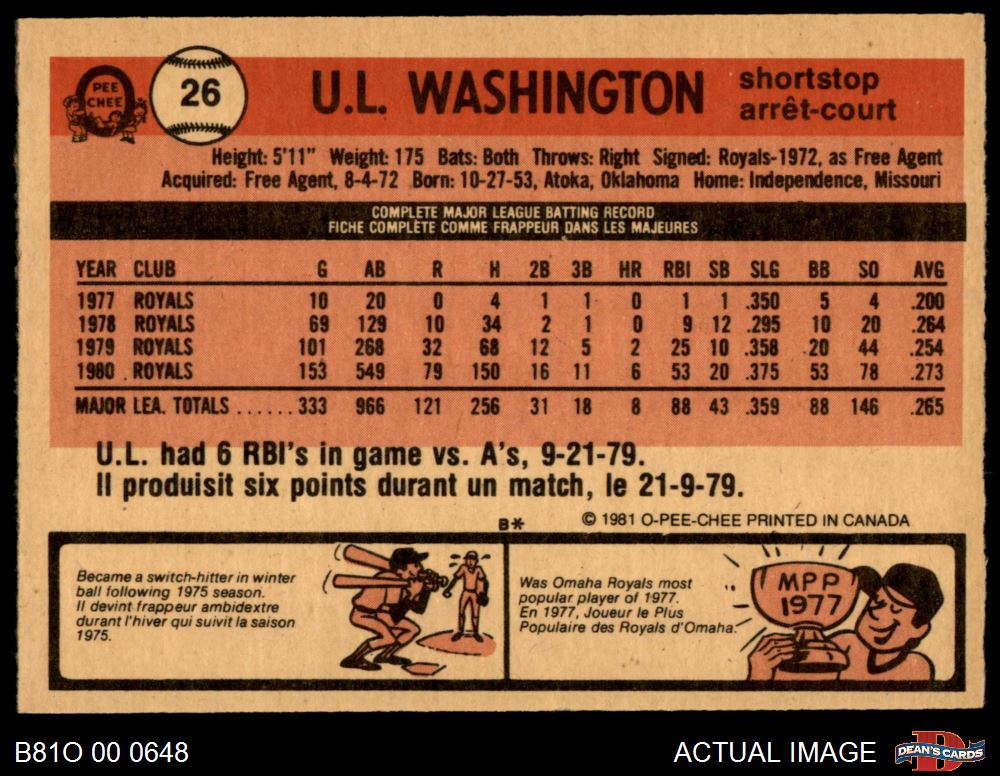 PEE
CHEE
26
U.L. WASHINGTON
shortstop
arrêt-court
Height: 5'11" Weight: 175 Bats: Both Throws: Right Signed: Royals-1972, as Free Agent
Acquired: Free Agent, 8-4-72 Born: 10-27-53, Atoka, Oklahoma Home: Independence, Missouri
COMPLETE MAJOR LEAGUE BATTING RECORD
FICHE COMPLÈTE COMME FRAPPEUR DANS LES MAJEURES
YEAR CLUB G AB R H 2B 3B HR RBI SB SLG BB SO AVG
1977 ROYALS 10 20 0 4 1 1 0 1 1 .350 5 4 .200
1978 ROYALS 69 129 10 34 2 1 0 9 12 .295 10 20 .264
1979 ROYALS 101 268 32 68 12 5 2 25 10 .358 20 44 .254
1980 ROYALS 153 549 79 150 16 11 6 53 20 .375 53 78 .273
MAJOR LEA. TOTALS ...... 333 966 121 256 31 18 8 88 43 .359 88 146 .265
U.L. had 6 RBI's in game vs. A's, 9-21-79.
Il produisit six points durant un match, le 21-9-79.
B* © 1981 O-PEE-CHEE PRINTED IN CANADA
Became a switch-hitter in winter
ball following 1975 season.
Il devint frappeur ambidextre
durant l'hiver qui suivit la saison
1975.
Was Omaha Royals most
popular player of 1977.
En 1977, Joueur le Plus
Populaire des Royals d'Omaha.
MPP
1977
B81O 00 0648
ACTUAL IMAGE
DEAN'S CARDS